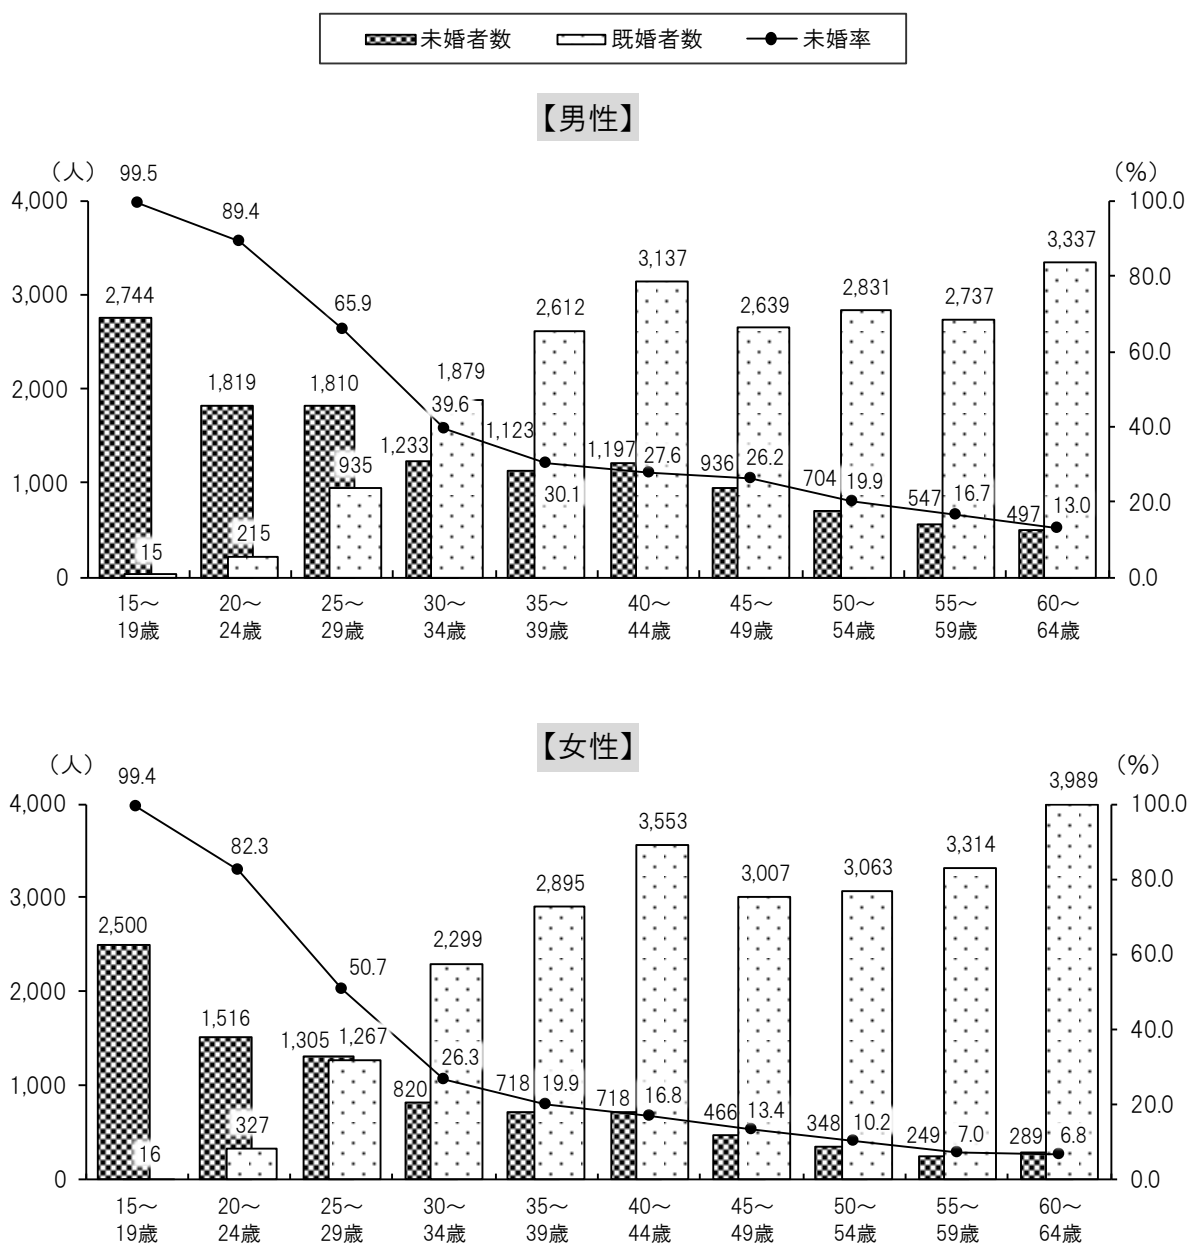 未婚者数 既婚者数 未婚率
【男性】
（人） （%）
99.5 89.4 65.9 39.6 30.1 27.6 26.2 19.9 16.7 13.0
2,744 1,819 1,810 1,233 1,123 1,197 936 704 547 497
15 215 935 1,879 2,612 3,137 2,639 2,831 2,737 3,337
4,000 100.0
80.0
3,000
60.0
2,000
40.0
1,000
20.0
0 0.0
15～ 20～ 25～ 30～ 35～ 40～ 45～ 50～ 55～ 60～
19歳 24歳 29歳 34歳 39歳 44歳 49歳 54歳 59歳 64歳
【女性】
（人） （%）
99.4 82.3 50.7 26.3 19.9 16.8 13.4 10.2 7.0 6.8
2,500 1,516 1,305 820 718 718 466 348 249 289
16 327 1,267 2,299 2,895 3,553 3,007 3,063 3,314 3,989
4,000 100.0
80.0
3,000
60.0
2,000
40.0
1,000
20.0
0 0.0
15～ 20～ 25～ 30～ 35～ 40～ 45～ 50～ 55～ 60～
19歳 24歳 29歳 34歳 39歳 44歳 49歳 54歳 59歳 64歳